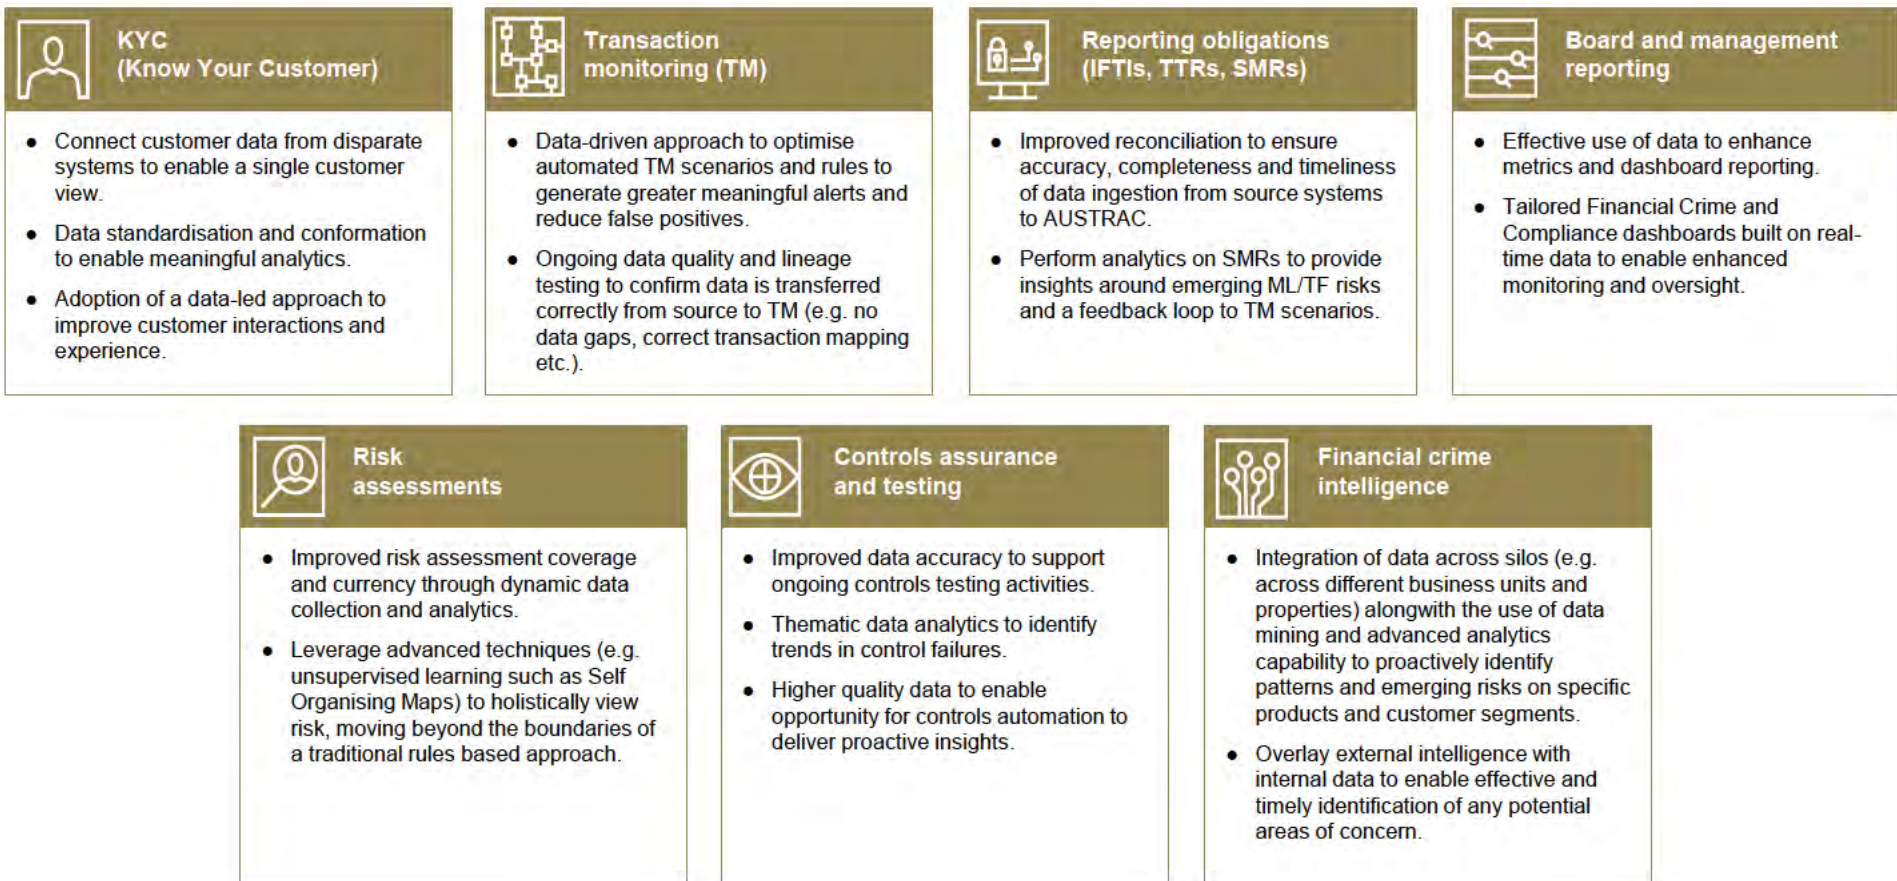 KYC
(Know Your Customer)
● Connect customer data from disparate
systems to enable a single customer
view.
● Data standardisation and conformation
to enable meaningful analytics.
● Adoption of a data-led approach to
improve customer interactions and
experience.
Transaction
monitoring (TM)
● Data-driven approach to optimise
automated TM scenarios and rules to
generate greater meaningful alerts and
reduce false positives.
● Ongoing data quality and lineage
testing to confirm data is transferred
correctly from source to TM (e.g. no
data gaps, correct transaction mapping
etc.).
Reporting obligations
(IFTIs, TTRs, SMRs)
● Improved reconciliation to ensure
accuracy, completeness and timeliness
of data ingestion from source systems
to AUSTRAC.
● Perform analytics on SMRs to provide
insights around emerging ML/TF risks
and a feedback loop to TM scenarios.
Board and management
reporting
● Effective use of data to enhance
metrics and dashboard reporting.
● Tailored Financial Crime and
Compliance dashboards built on real-
time data to enable enhanced
monitoring and oversight.
Risk
assessments
● Improved risk assessment coverage
and currency through dynamic data
collection and analytics.
● Leverage advanced techniques (e.g.
unsupervised learning such as Self
Organising Maps) to holistically view
risk, moving beyond the boundaries of
a traditional rules based approach.
Controls assurance
and testing
● Improved data accuracy to support
ongoing controls testing activities.
● Thematic data analytics to identify
trends in control failures.
● Higher quality data to enable
opportunity for controls automation to
deliver proactive insights.
Financial crime
intelligence
● Integration of data across silos (e.g.
across different business units and
properties) alongwith the use of data
mining and advanced analytics
capability to proactively identify
patterns and emerging risks on specific
products and customer segments.
● Overlay external intelligence with
internal data to enable effective and
timely identification of any potential
areas of concern.